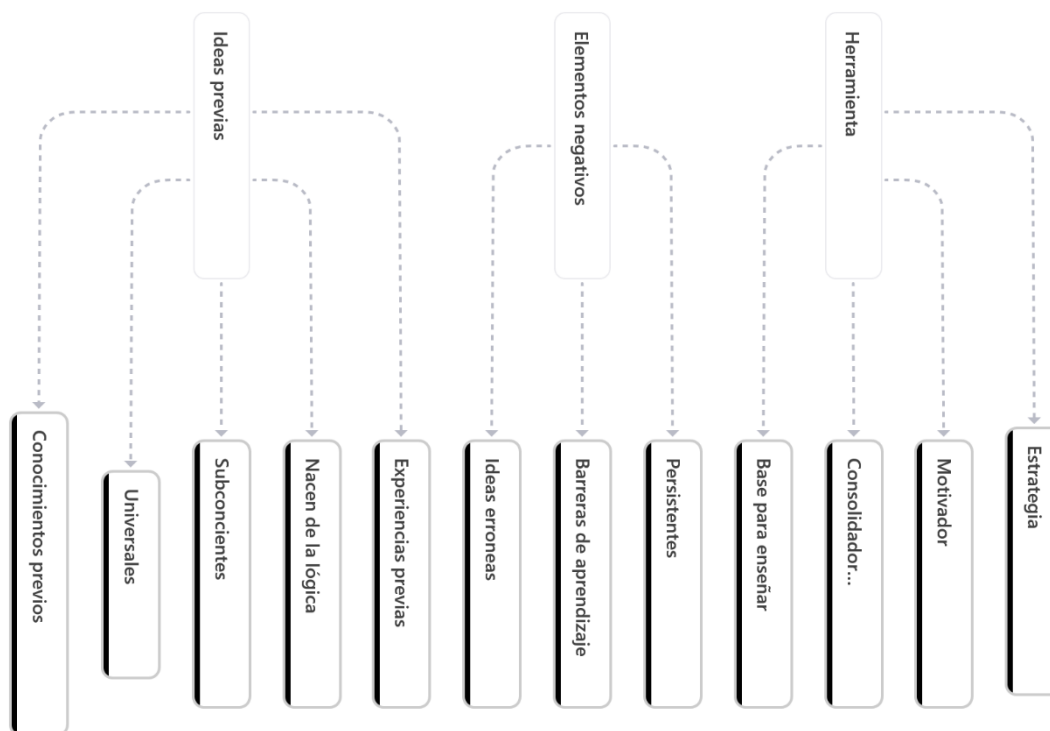 Ideas previas
Elementos negativos
Herramienta
Conocimientos previos
Universales
Subconcientes
Nacen de la lógica
Experiencias previas
Ideas erroneas
Barreras de aprendizaje
Persistentes
Base para enseñar
Consolidador...
Motivador
Estrategia